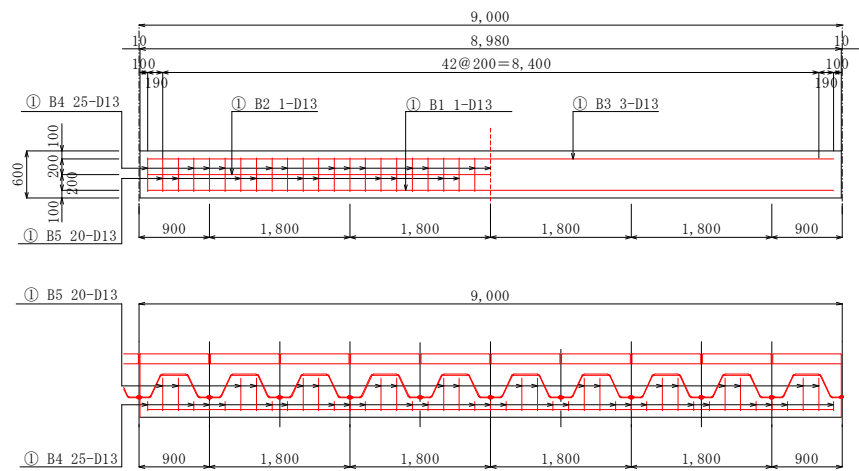 9,000
10 8,980 10
100 42@200＝8,400 100
190 190
① B4 25-D13 ① B2 1-D13 ① B1 1-D13 ① B3 3-D13
100
600 200
200
100
900 1,800 1,800 1,800 1,800 900
① B5 20-D13
① B5 20-D13 9,000
① B4 25-D13 900 1,800 1,800 1,800 1,800 900